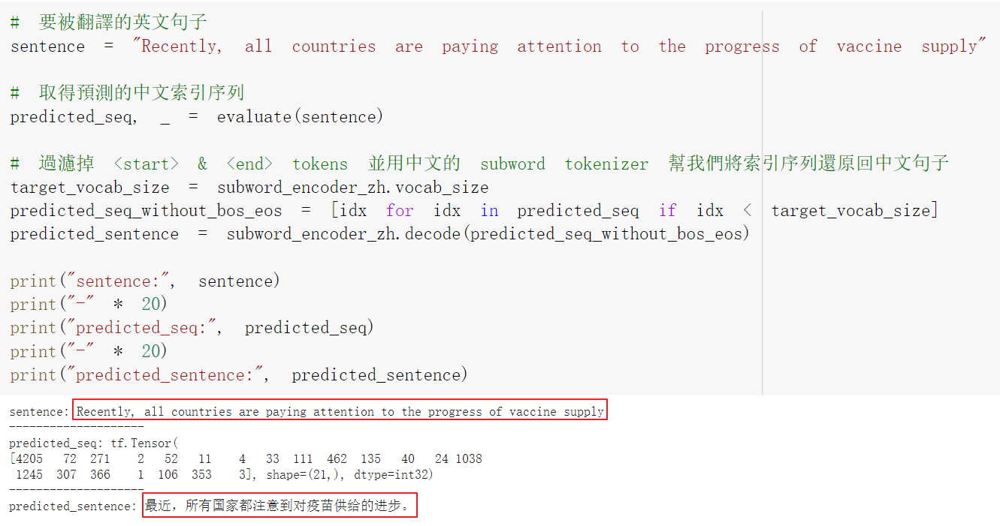 # 要被翻譯的英文句子
sentence = "Recently, all countries are paying attention to the progress of vaccine supply"
# 取得預測的中文索引序列
predicted_seq, _ = evaluate(sentence)
# 過濾掉 <start> & <end> tokens 並用中文的 subword tokenizer 幫我們將索引序列還原回中文句子
target_vocab_size = subword_encoder_zh.vocab_size
predicted_seq_without_bos_eos = [idx for idx in predicted_seq if idx < target_vocab_size]
predicted_sentence = subword_encoder_zh.decode(predicted_seq_without_bos_eos)
print("sentence:", sentence)
print("-" * 20)
print("predicted_seq:", predicted_seq)
print("-" * 20)
print("predicted_sentence:", predicted_sentence)
sentence: Recently, all countries are paying attention to the progress of vaccine supply
--------------------
predicted_seq: tf.Tensor(
[4205 72 271 2 52 11 4 33 111 462 135 40 24 1038
1245 307 366 1 106 353 3], shape=(21,), dtype=int32)
--------------------
predicted_sentence: 最近，所有国家都注意到对疫苗供给的进步。